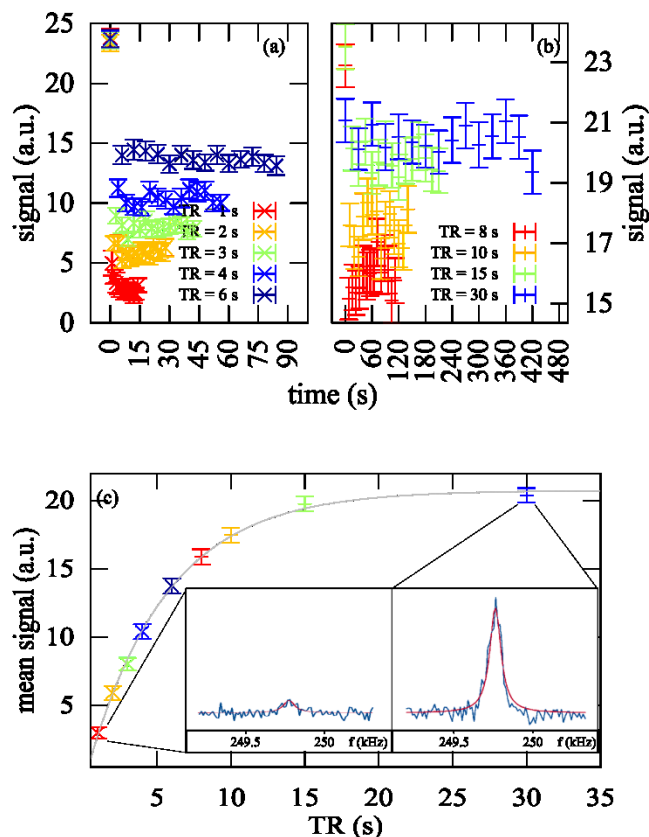 25
20
15
10
5
0
signal (a.u.)
(a)
TR = 1 s
TR = 2 s
TR = 3 s
TR = 4 s
TR = 6 s
0
15
30
45
60
75
90
(b)
TR = 8 s
TR = 10 s
TR = 15 s
TR = 30 s
23
21
19
17
15
signal (a.u.)
0
60
120
180
240
300
360
420
480
time (s)
(c)
20
15
10
5
mean signal (a.u.)
249.5 250 f (kHz)
249.5 250 f (kHz)
5 10 15 20 25 30 35
TR (s)